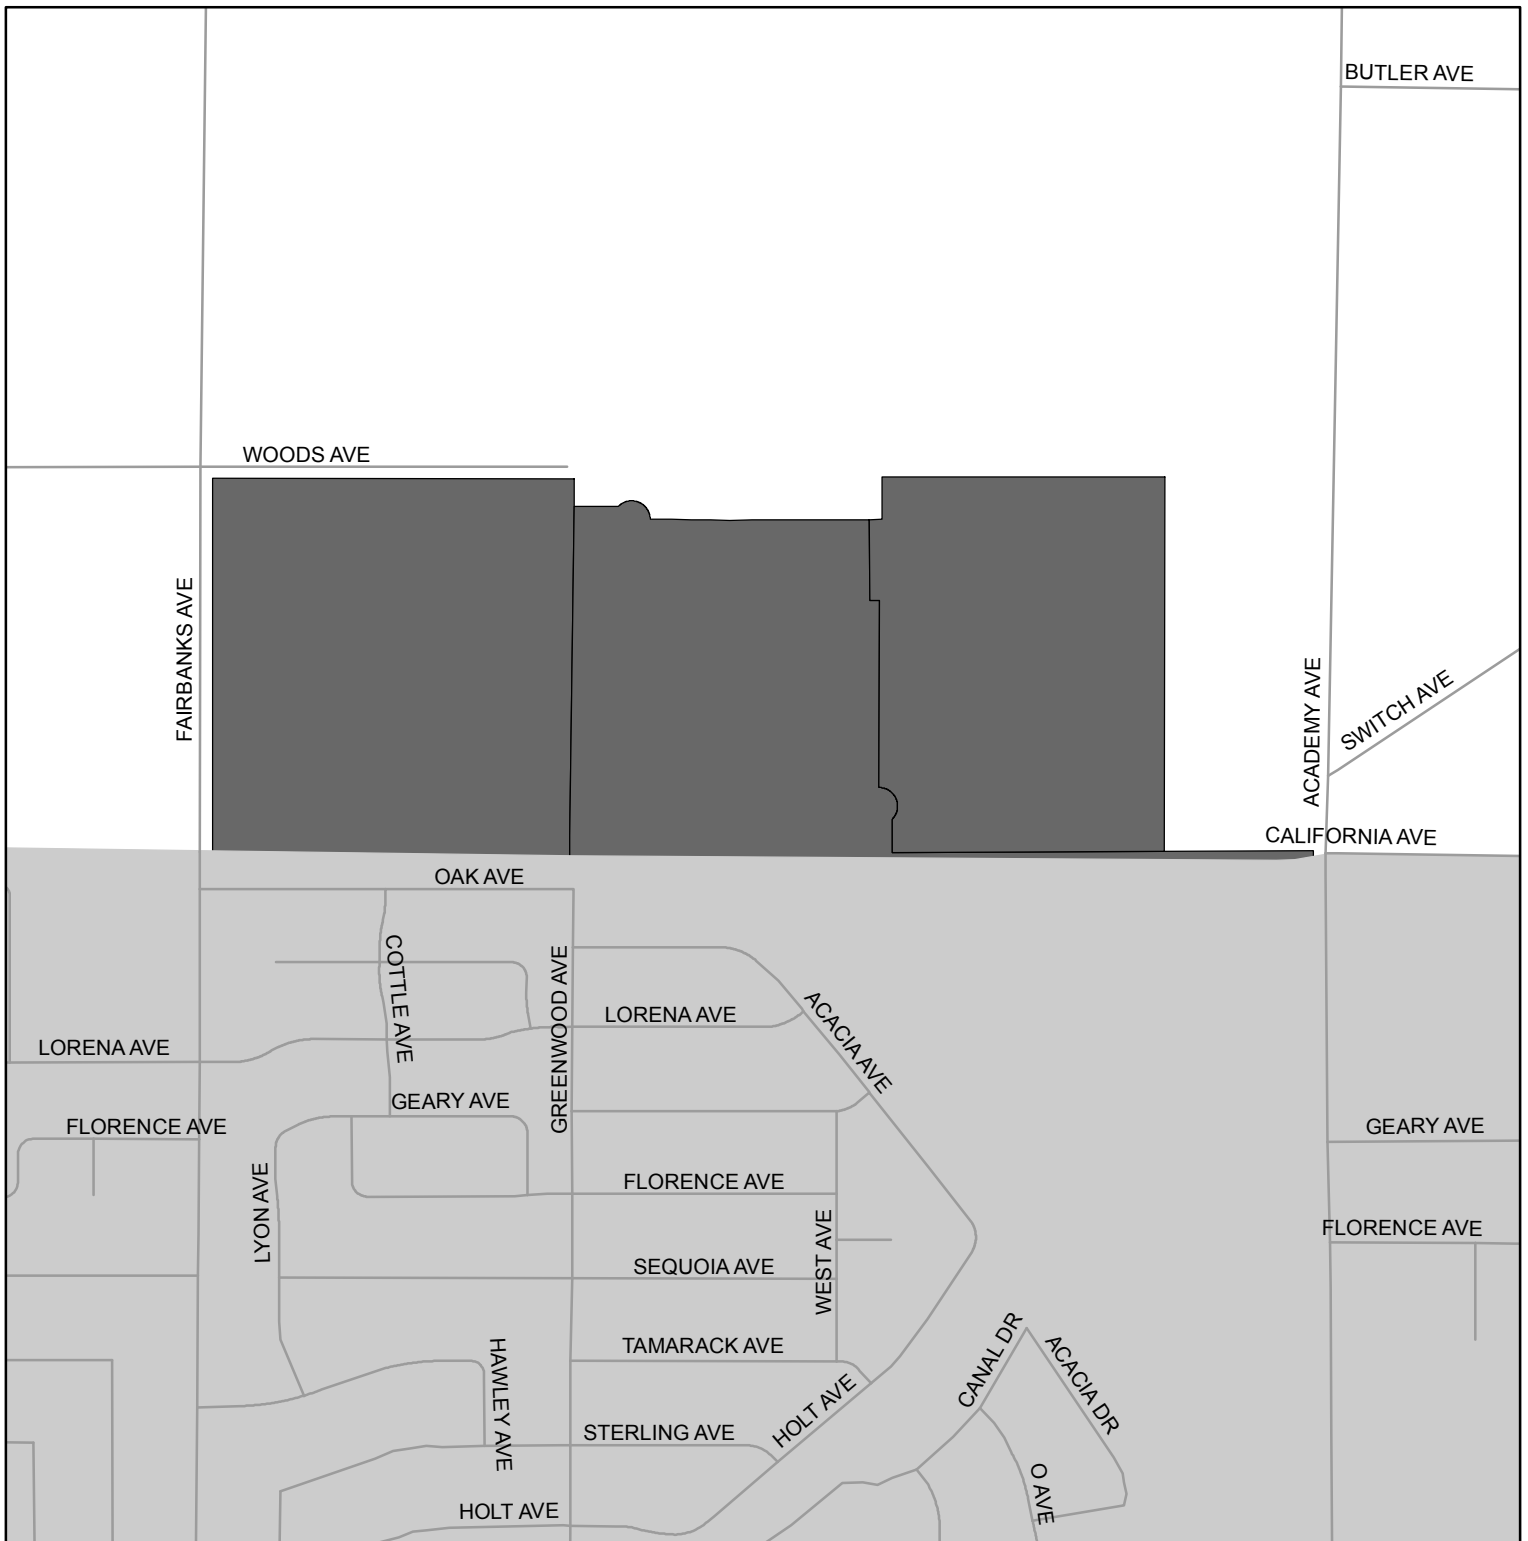 BUTLER AVE
WOODS AVE
FAIRBANKS AVE
ACADEMY AVE
SWITCH AVE
CALIFORNIA AVE
OAK AVE
COTTLE AVE
GREENWOOD AVE
LORENA AVE
ACACIA AVE
LORENA AVE
GEARY AVE
FLORENCE AVE
GEARY AVE
LYON AVE
FLORENCE AVE
WEST AVE
FLORENCE AVE
SEQUOIA AVE
HAWLEY AVE
TAMARACK AVE
CANAL DR
ACACIA DR
HOLT AVE
STERLING AVE
O AVE
HOLT AVE